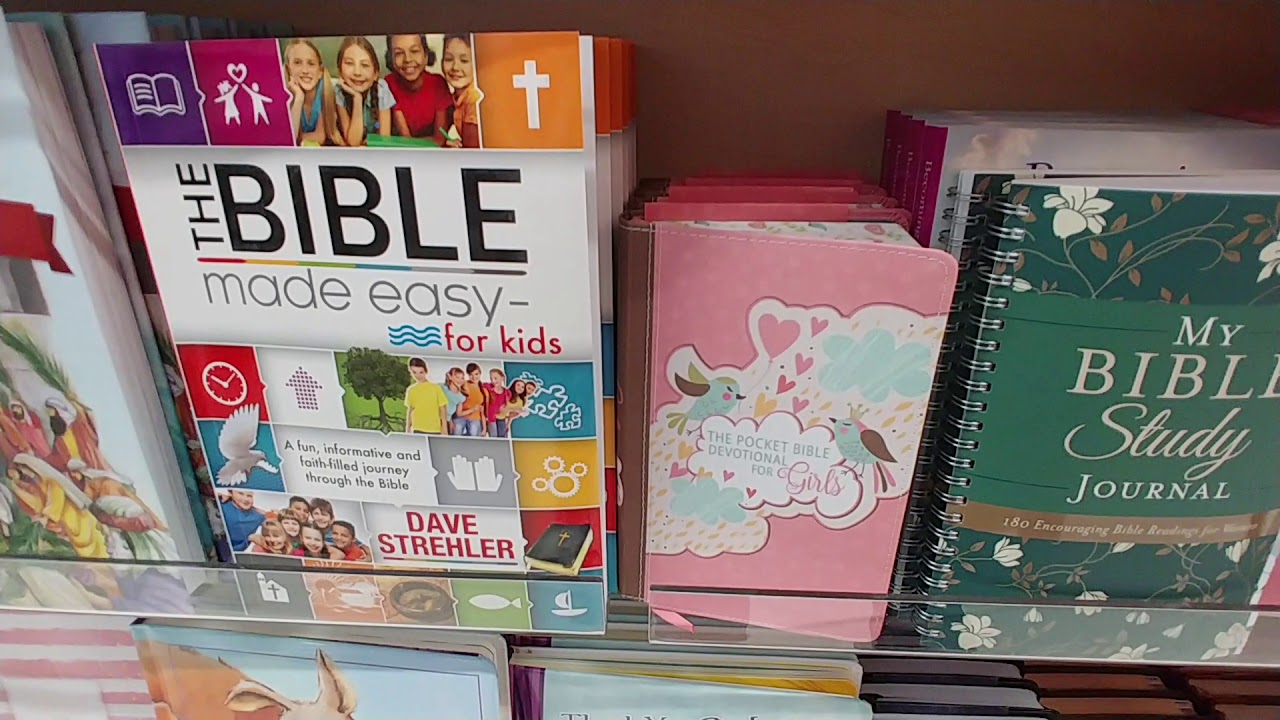 THE
BIBLE
made easy-
for kids
A fun, informative and
faith-filled journey
through the Bible
DAVE
STREHLER
THE POCKET BIBLE
DEVOTIONAL
FOR Girls
MY
BIBLE
Study
JOURNAL
180 Encouraging Bible Readings for